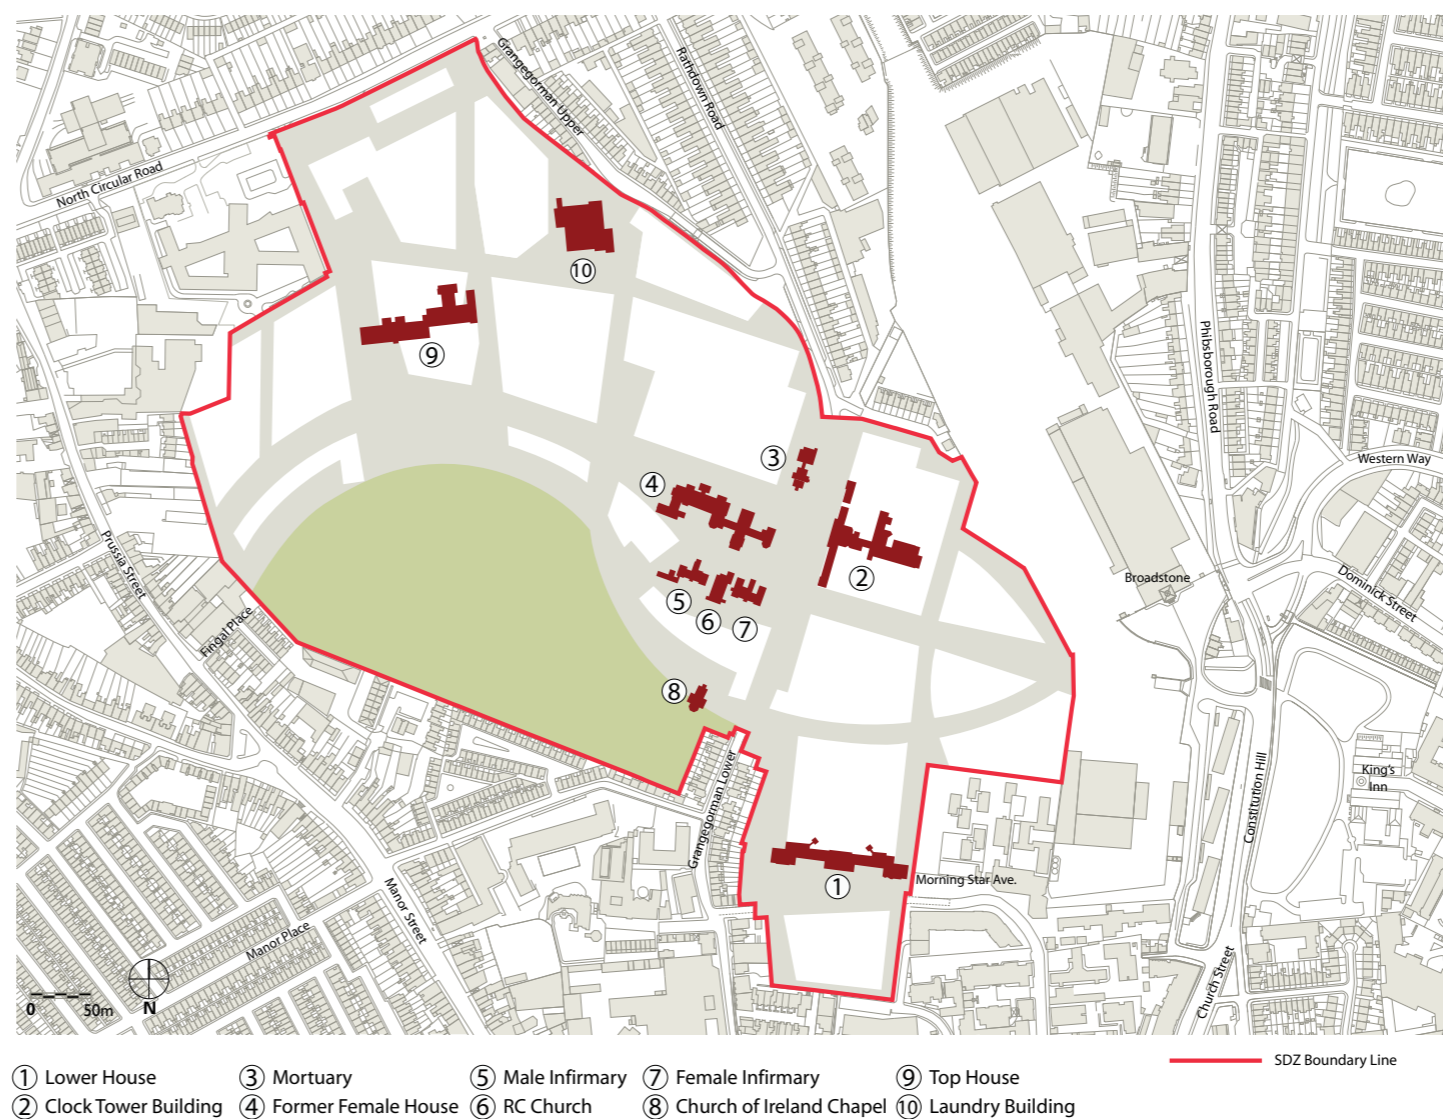 Grangegorman Upper
Rathdown Road
North Circular Road
⑩
⑨
Phibsborough Road
③
Western Way
④
Prussia Street
②
Broadstone
Dominick Street
⑤
⑥
⑦
Fingal Place
⑧
Grangegorman Lower
Constitution Hill
King's
Inn
①
Morning Star Ave.
Manor Street
Manor Place
Church Street
0 50m
N
SDZ Boundary Line
① Lower House
② Clock Tower Building
③ Mortuary
④ Former Female House
⑤ Male Infirmary
⑥ RC Church
⑦ Female Infirmary
⑧ Church of Ireland Chapel
⑨ Top House
⑩ Laundry Building